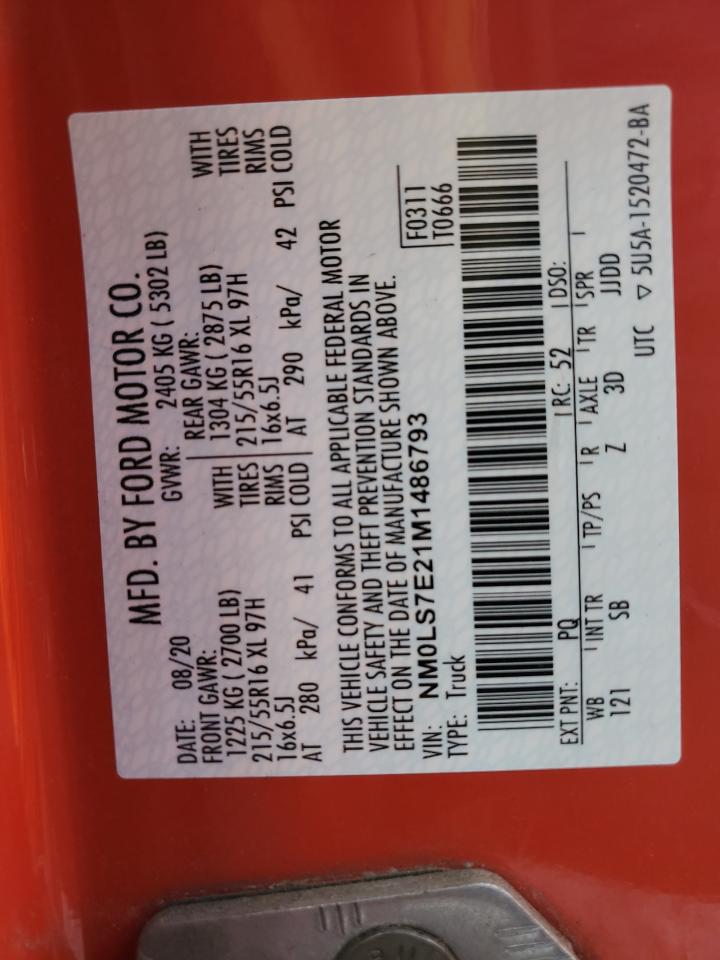 MFD. BY FORD MOTOR CO.
DATE: 08/20 GVWR: 2405 KG ( 5302 LB)
FRONT GAWR: REAR GAWR:
1225 KG ( 2700 LB) WITH 1304 KG ( 2875 LB) WITH
215/55R16 XL 97H TIRES 215/55R16 XL 97H TIRES
16x6.5J RIMS 16x6.5J RIMS
AT 280 kPa/ 41 PSI COLD AT 290 kPa/ 42 PSI COLD
THIS VEHICLE CONFORMS TO ALL APPLICABLE FEDERAL MOTOR
VEHICLE SAFETY AND THEFT PREVENTION STANDARDS IN
EFFECT ON THE DATE OF MANUFACTURE SHOWN ABOVE.
VIN: NM0LS7E21M1486793 F0311
TYPE: Truck T0666
EXT PNT: PQ RC: 52 DSO:
WB INT TR TP/PS R AXLE TR SPR
121 SB Z 3D JJDD
UTC ▽ 5U5A-1520472-BA